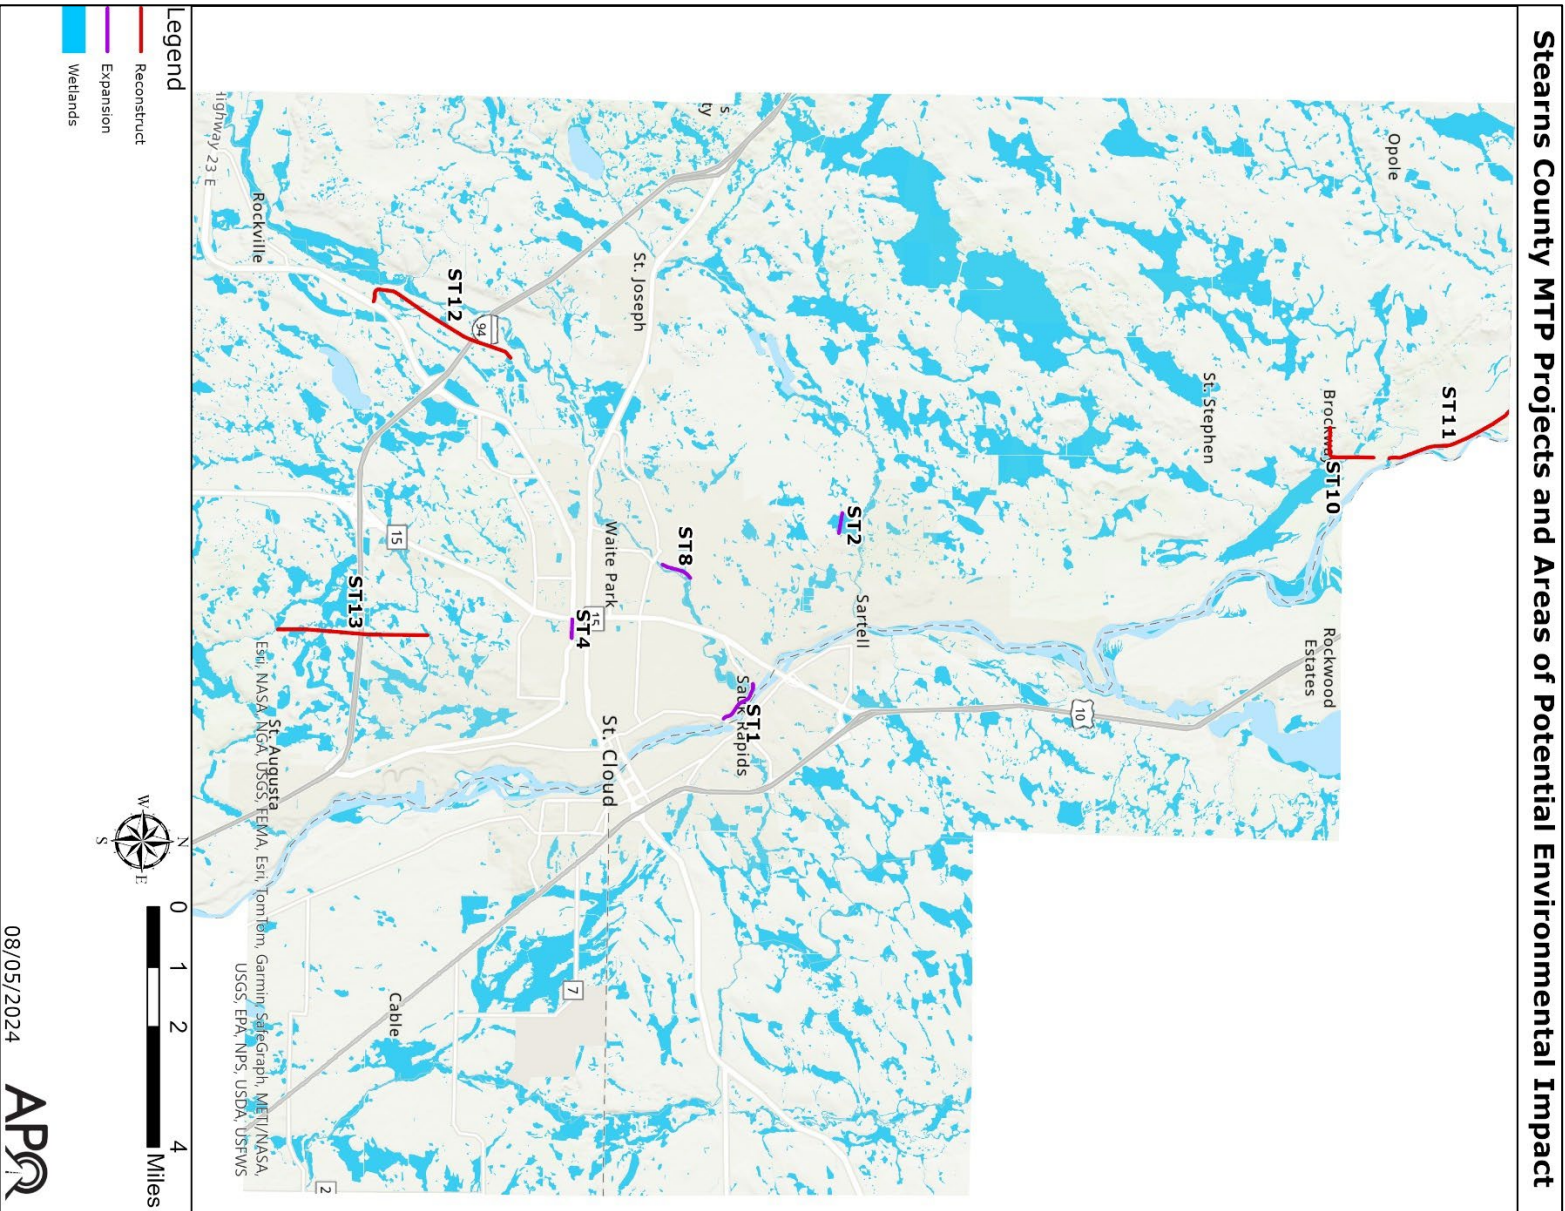 Stearns County MTP Projects and Areas of Potential Environmental Impact
Opole
ST11
Brockway
ST10
St. Stephen
Rockwood
Estates
10
ST2
Sartell
ST8
ST1
Sauk Rapids
St. Joseph
Waite Park
15
ST4
St. Cloud
7
94
ST12
Rockville
Highway 23 E
15
ST13
St. Augusta
Cable
2
Esri, NASA, NGA, USGS, FEMA, Esri, TomTom, Garmin, SafeGraph, METI/NASA,
USGS, EPA, NPS, USDA, USFWS
Legend
Reconstruct
Expansion
Wetlands
N
W
E
S
0
1
2
4
Miles
08/05/2024
APO